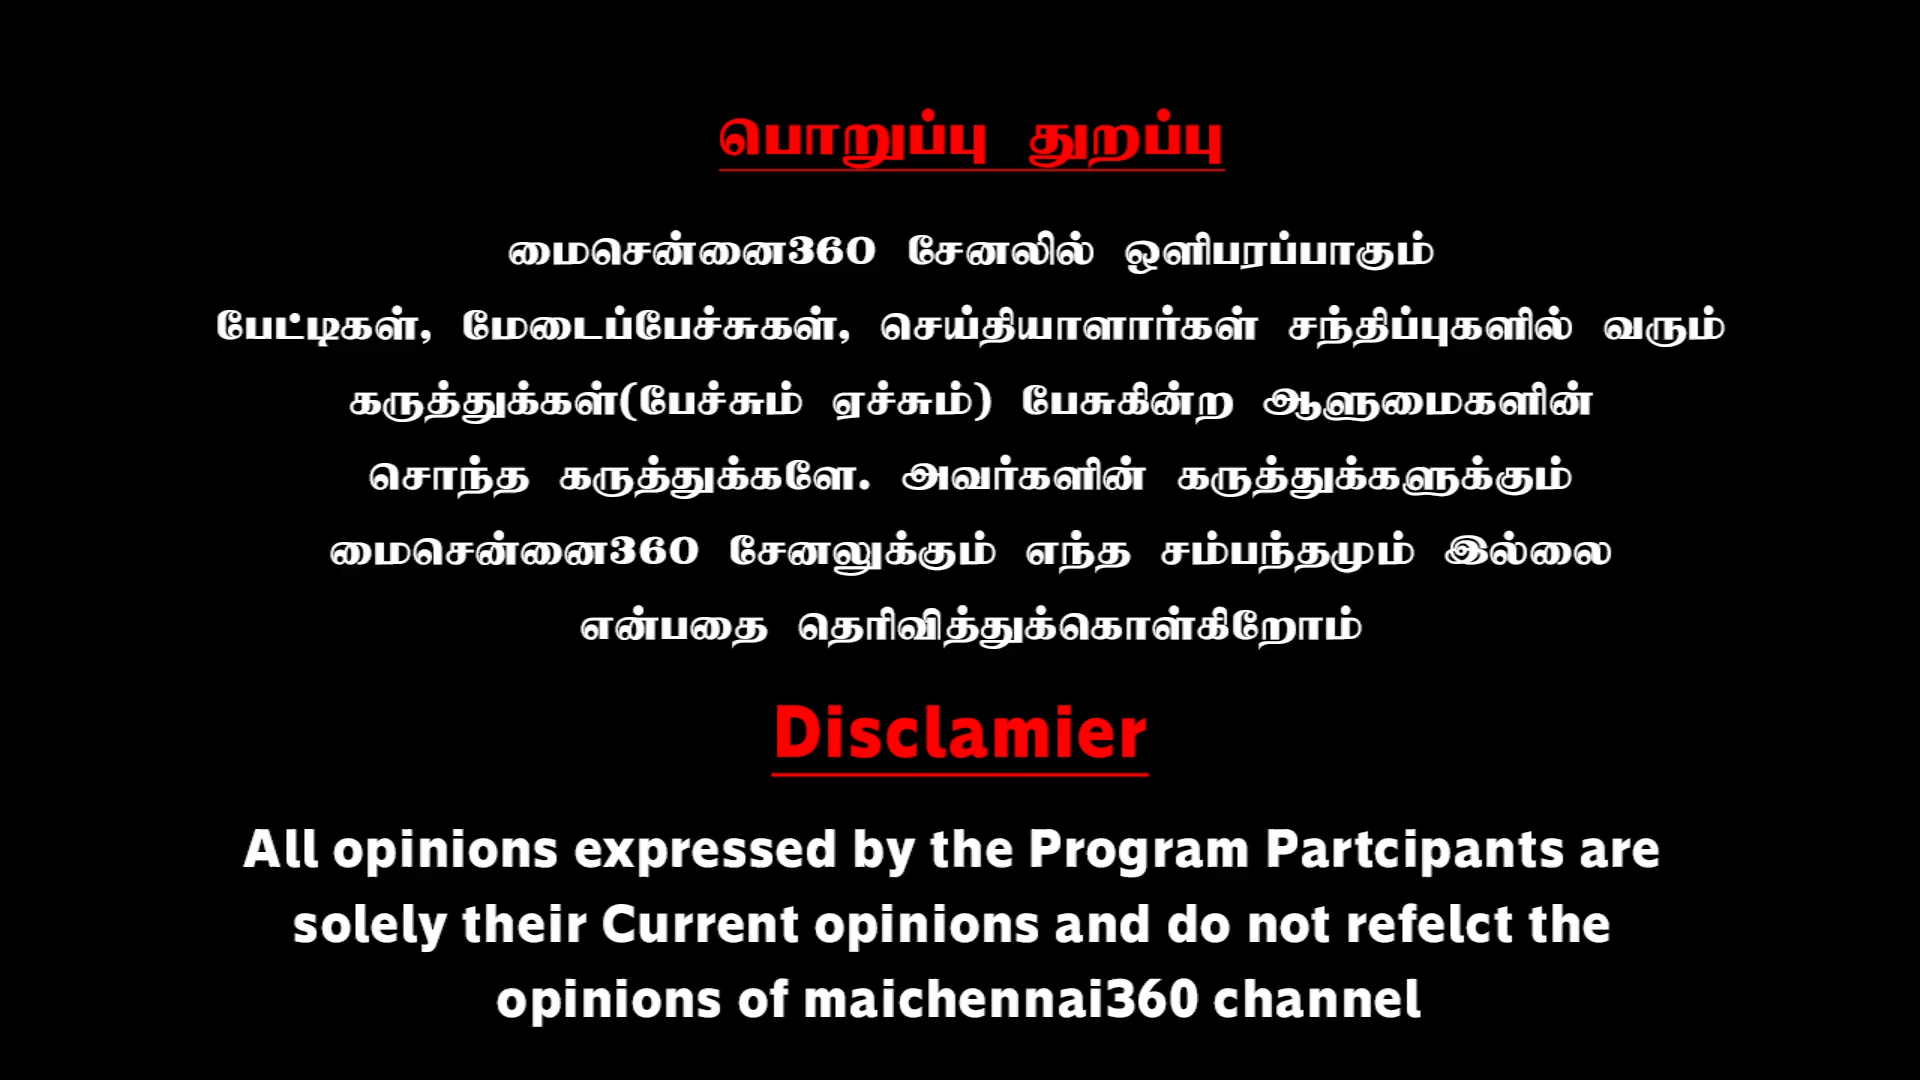 பொறுப்பு துறப்பு
மைசென்னை360 சேனலில் ஒளிபரப்பாகும்
பேட்டிகள், மேடைப்பேச்சுகள், செய்தியாளார்கள் சந்திப்புகளில் வரும்
கருத்துக்கள்(பேச்சும் ஏச்சும்) பேசுகின்ற ஆளுமைகளின்
சொந்த கருத்துக்களே. அவர்களின் கருத்துக்களுக்கும்
மைசென்னை360 சேனலுக்கும் எந்த சம்பந்தமும் இல்லை
என்பதை தெரிவித்துக்கொள்கிறோம்
Disclamier
All opinions expressed by the Program Partcipants are
solely their Current opinions and do not refelct the
opinions of maichennai360 channel